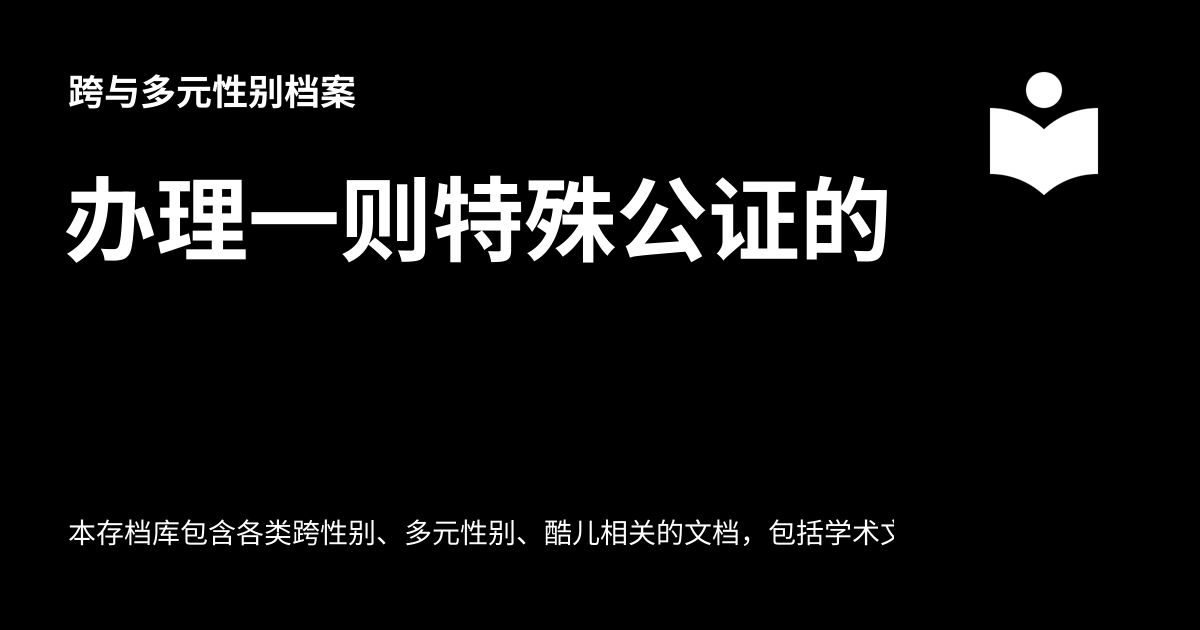 跨与多元性别档案
办理一则特殊公证的
本存档库包含各类跨性别、多元性别、酷儿相关的文档，包括学术